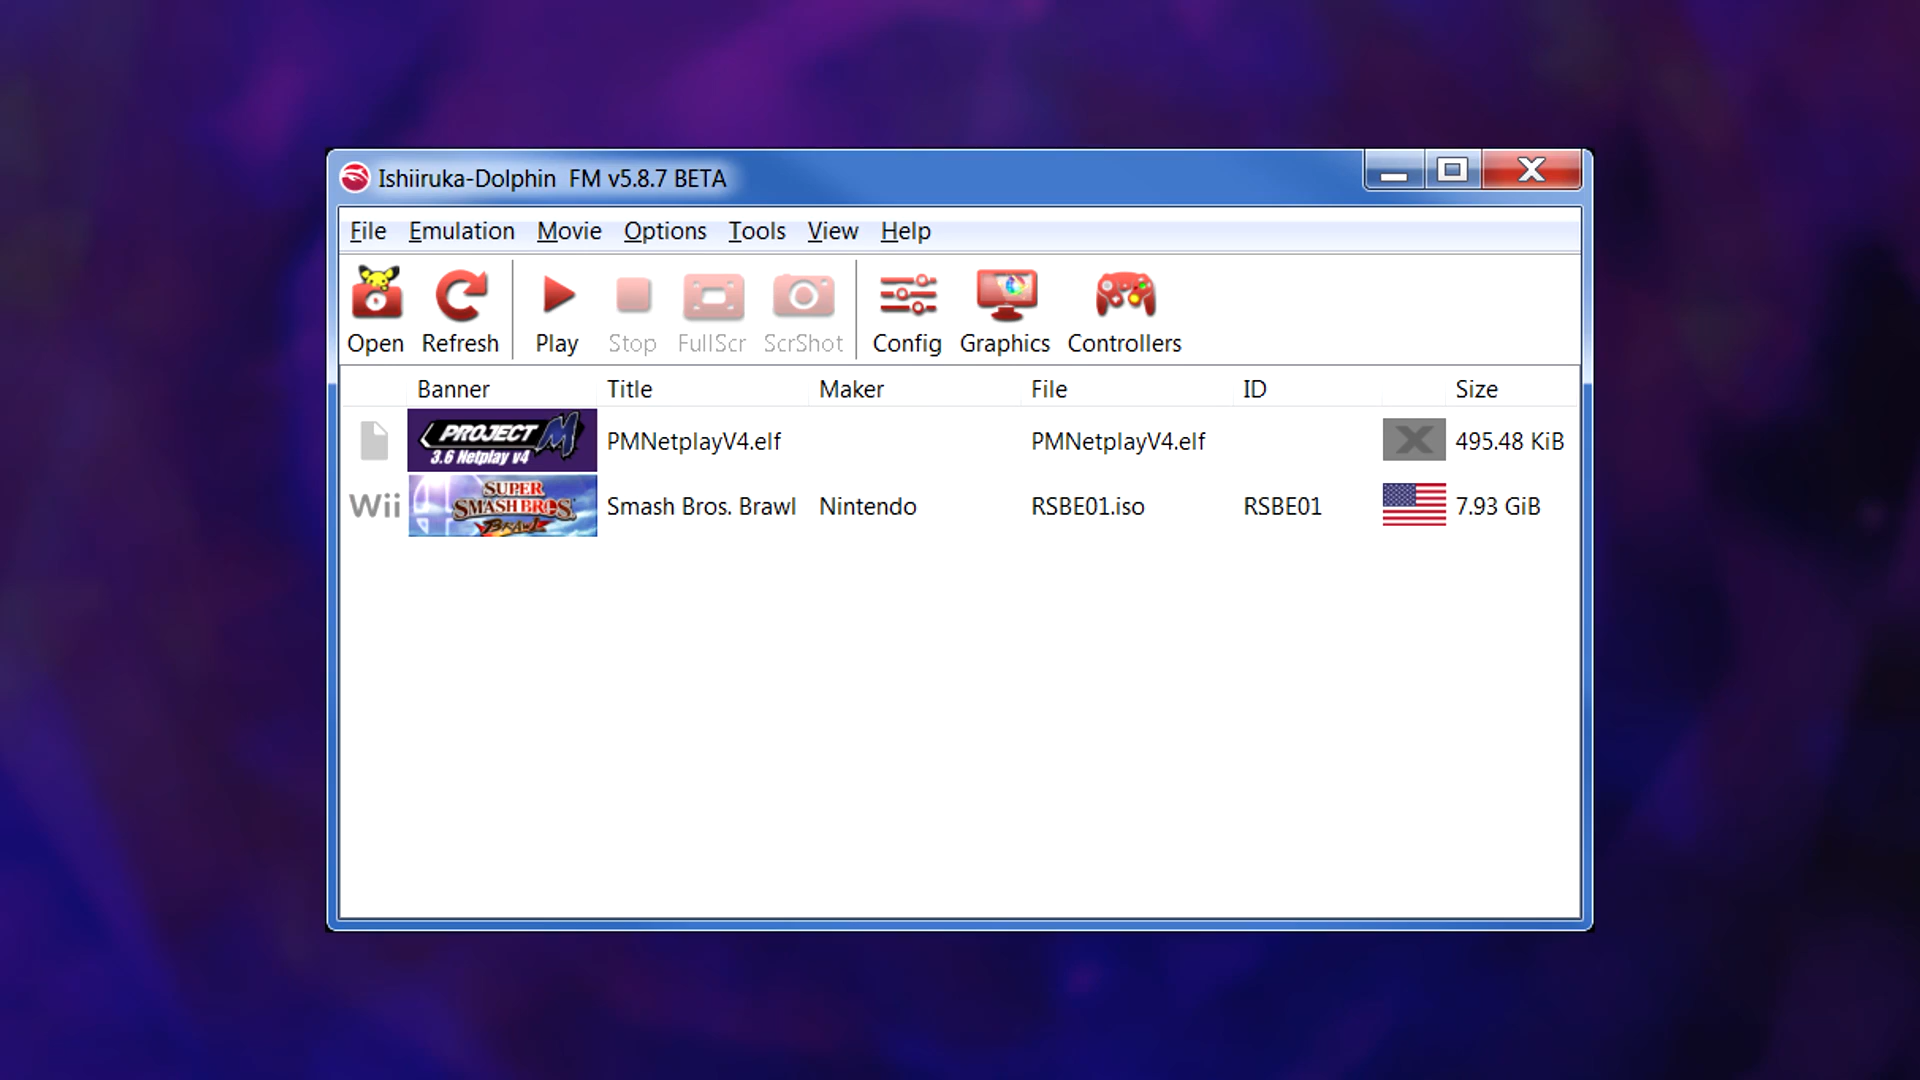 Ishiiruka-Dolphin FM v5.8.7 BETA
File Emulation Movie Options Tools View Help
Open Refresh Play Stop FullScr ScrShot Config Graphics Controllers
Banner Title Maker File ID Size
PROJECT M
3.6 Netplay v4
PMNetplayV4.elf PMNetplayV4.elf 495.48 KiB
Wii
SUPER
SMASH BROS.
BRAWL
Smash Bros. Brawl Nintendo RSBE01.iso RSBE01 7.93 GiB